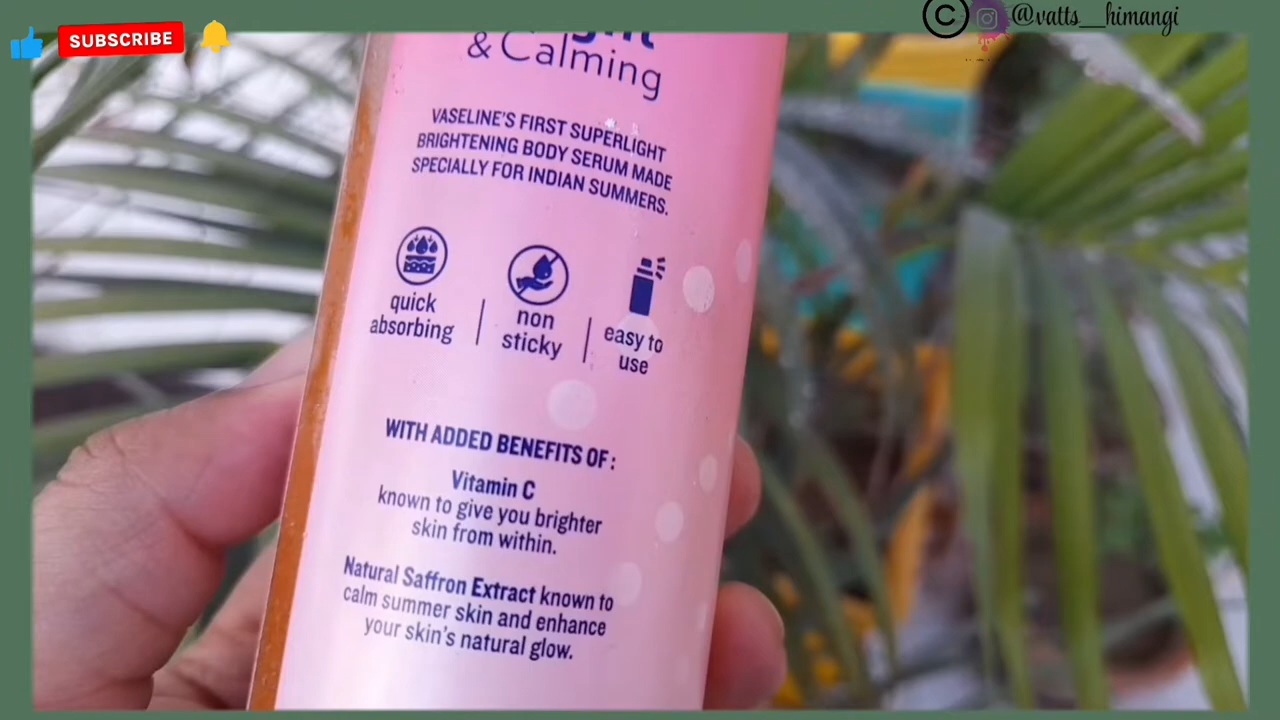 SUBSCRIBE
© @vatts__himangi
& Calming
VASELINE'S FIRST SUPERLIGHT
BRIGHTENING BODY SERUM MADE
SPECIALLY FOR INDIAN SUMMERS.
quick
absorbing
non
sticky
easy to
use
WITH ADDED BENEFITS OF:
Vitamin C
known to give you brighter
skin from within.
Natural Saffron Extract known to
calm summer skin and enhance
your skin's natural glow.